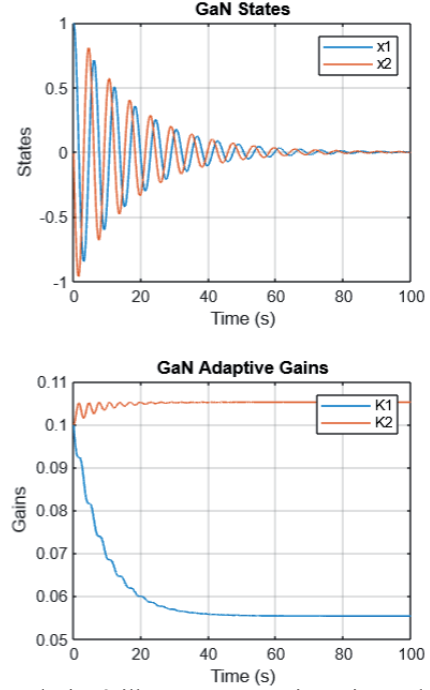 GaN States
1
0.5
0
-0.5
-1
States
x1
x2
0 20 40 60 80 100
Time (s)
GaN Adaptive Gains
0.11
0.1
0.09
0.08
0.07
0.06
0.05
Gains
K1
K2
0 20 40 60 80 100
Time (s)